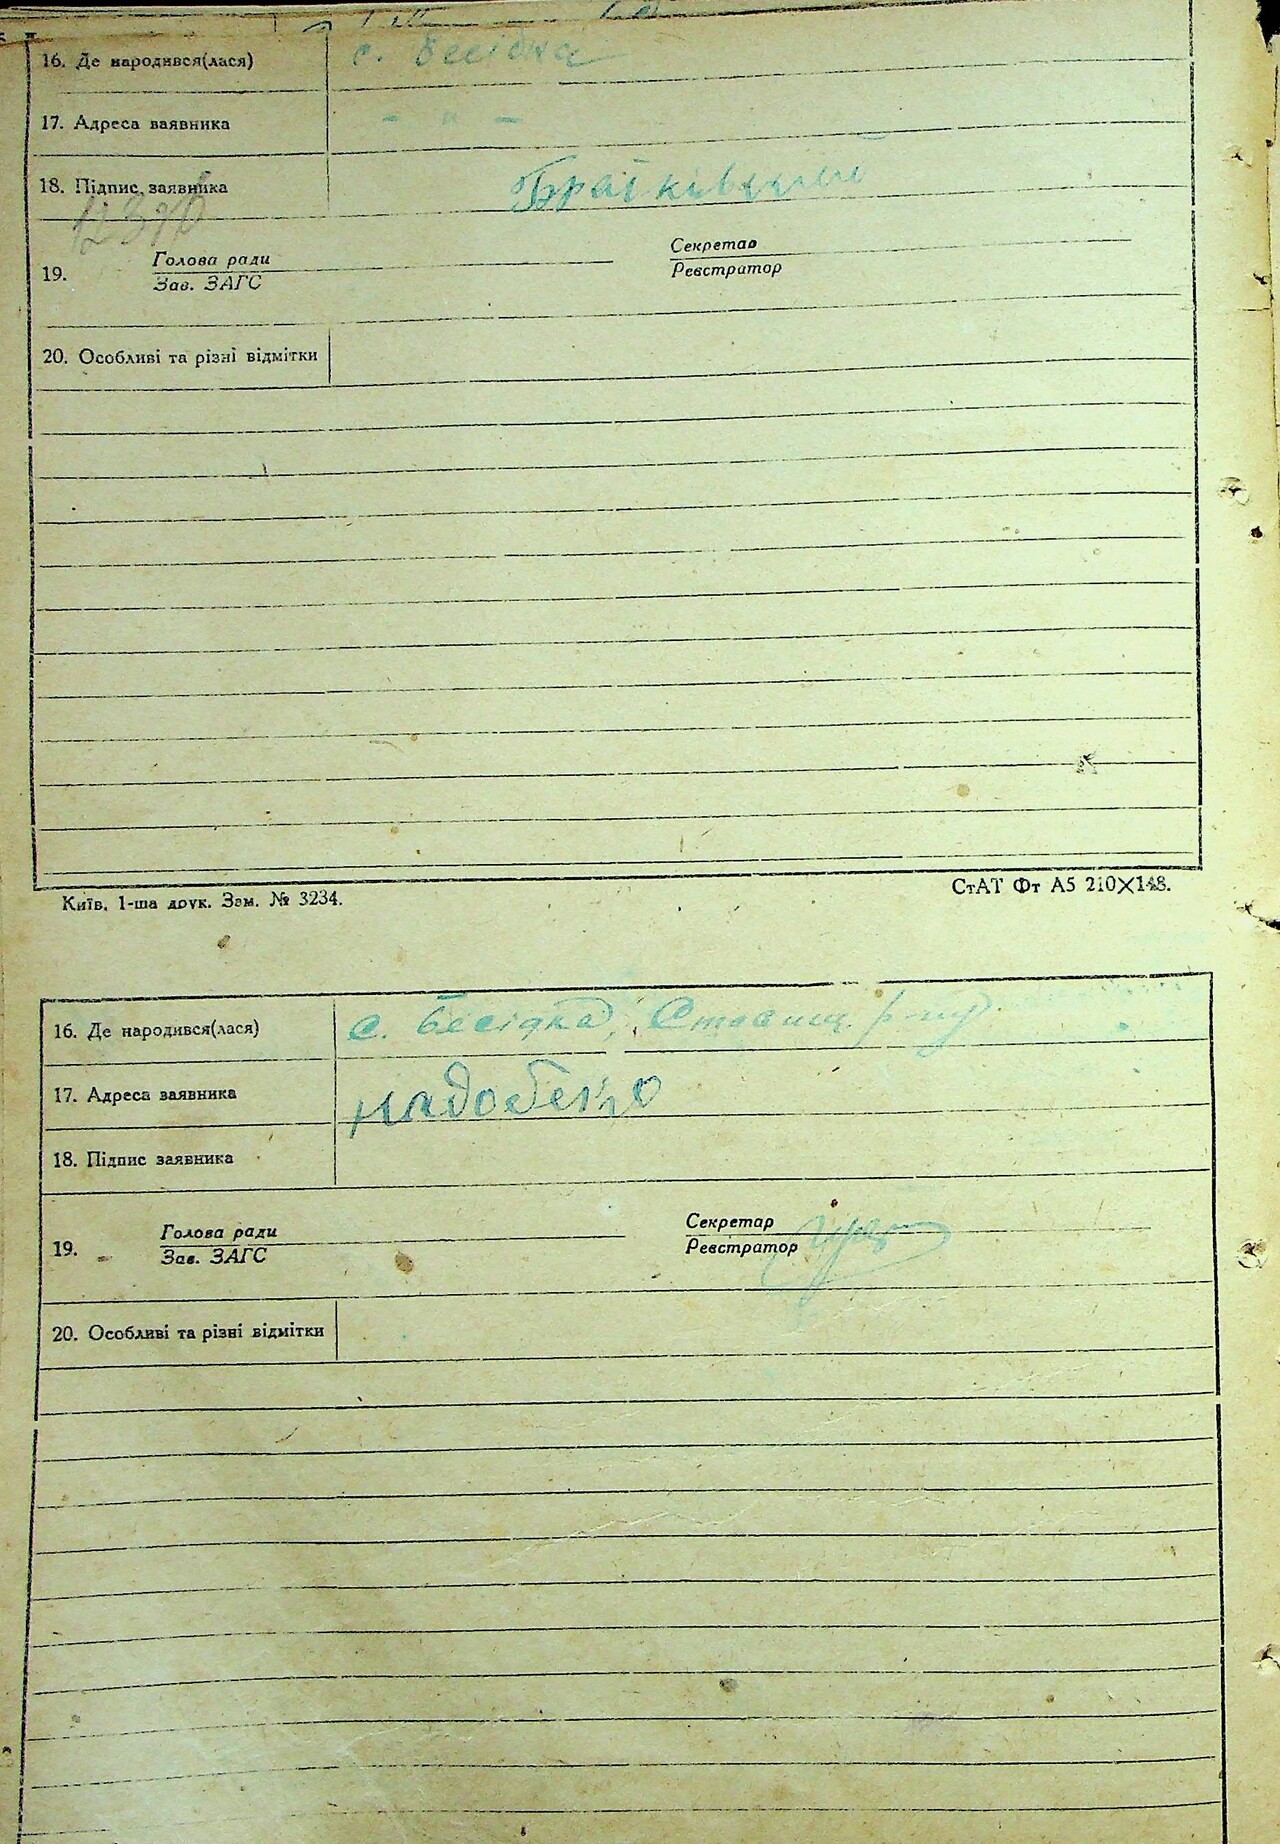 16. Де народився(лася) с. Бесідка
17. Адреса заявника - " -
18. Підпис заявника
19. Голова ради Секретар
Зав. ЗАГС Реєстратор
20. Особливі та різні відмітки
Київ, 1-ша друк. Зам. № 3234. СтАТ Фт А5 210×148.
16. Де народився(лася) с. Бесідка, Ставищ. р-ну
17. Адреса заявника
18. Підпис заявника
19. Голова ради Секретар
Зав. ЗАГС Реєстратор
20. Особливі та різні відмітки